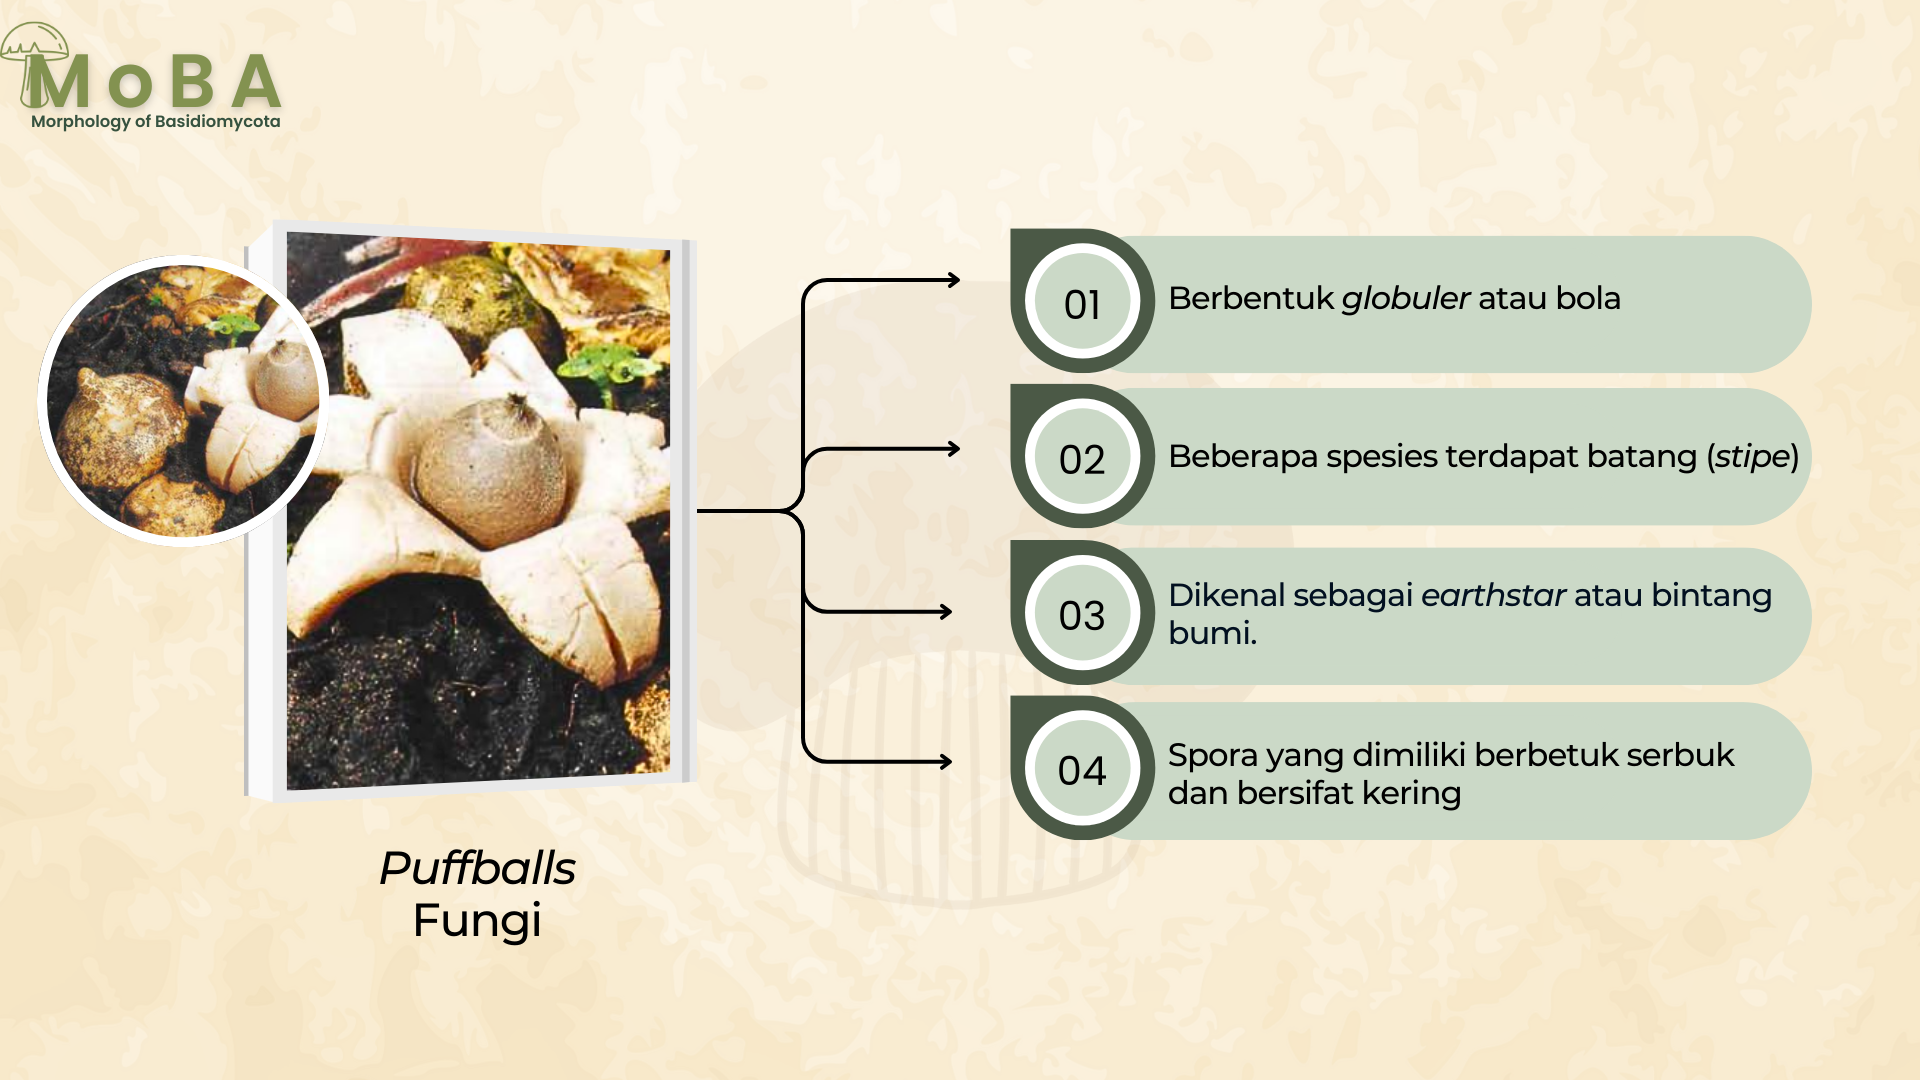 MoBA
Morphology of Basidiomycota
01
Berbentuk globuler atau bola
02
Beberapa spesies terdapat batang (stipe)
03
Dikenal sebagai earthstar atau bintang
bumi.
04
Spora yang dimiliki berbetuk serbuk
dan bersifat kering
Puffballs
Fungi